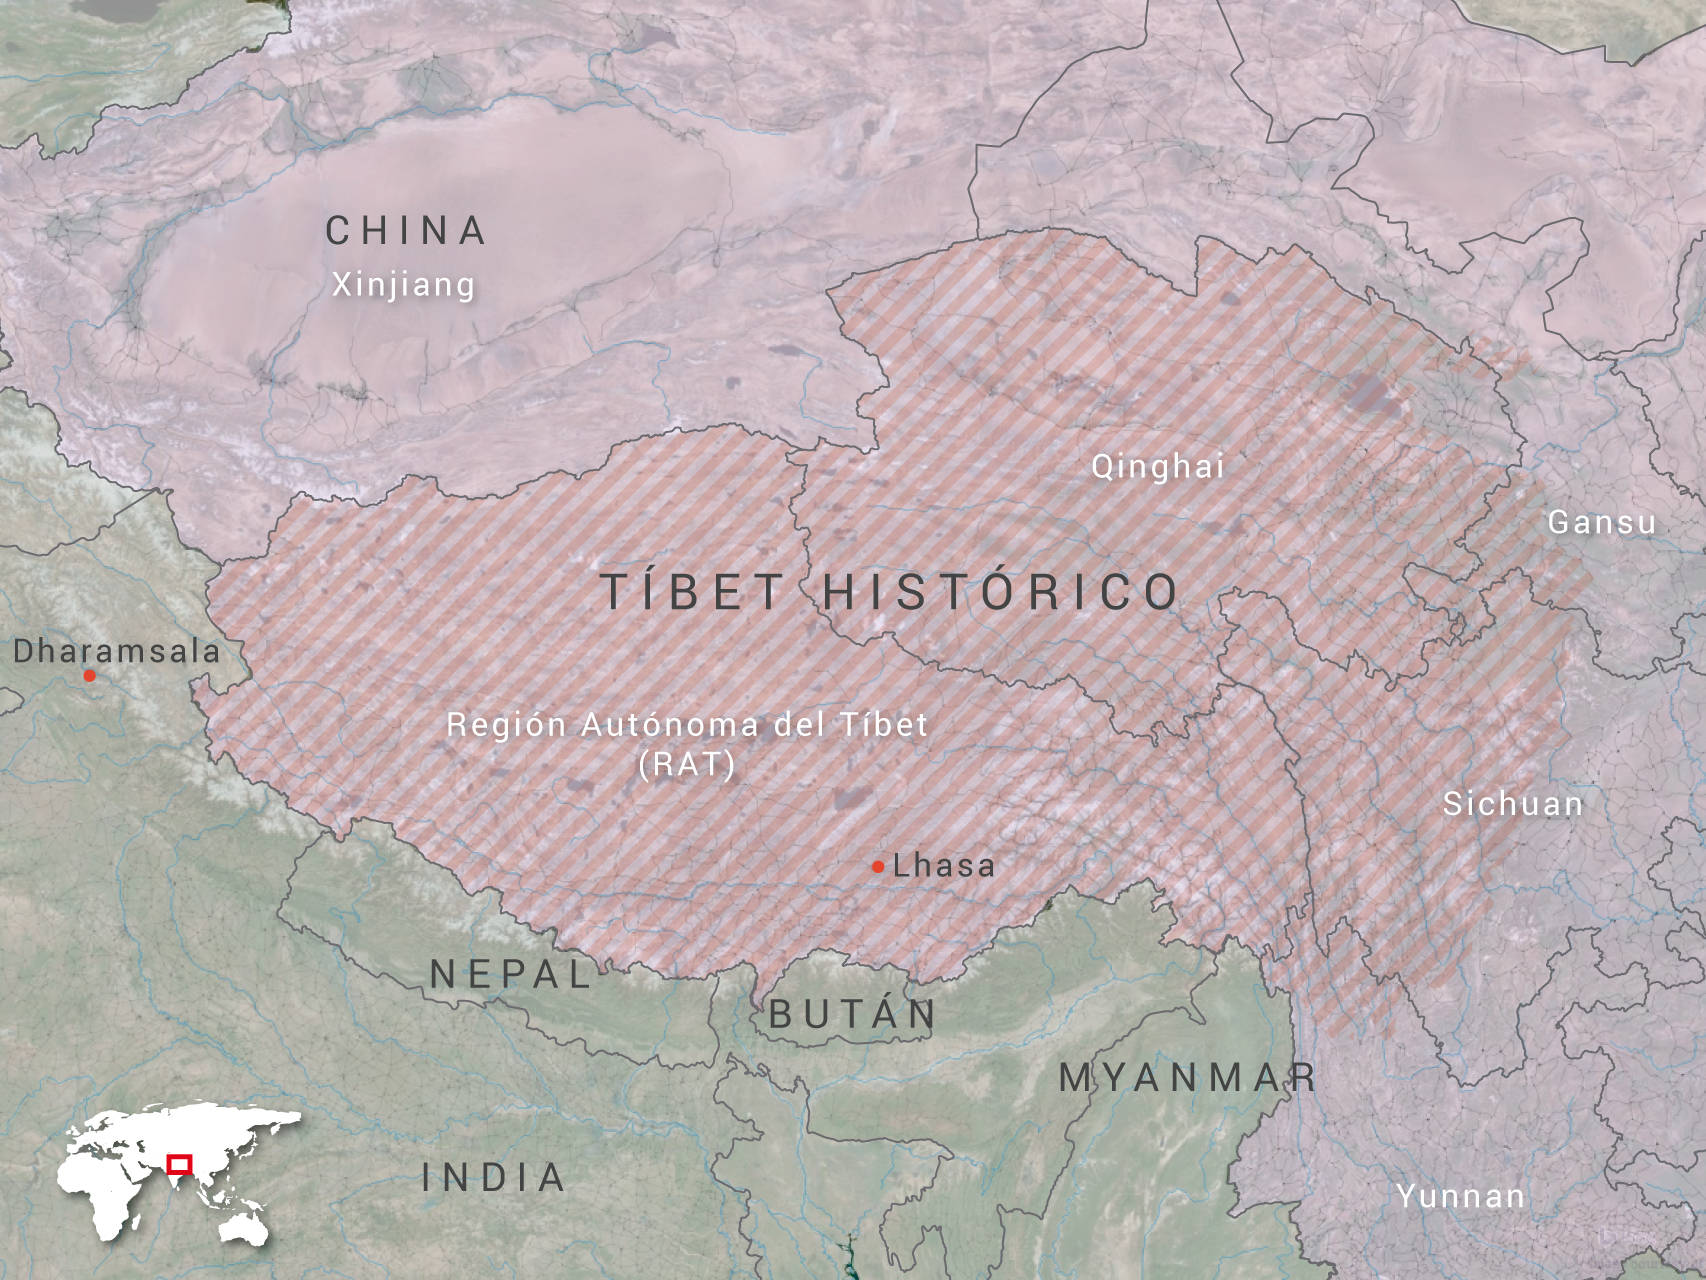 CHINA
Xinjiang
Qinghai
Gansu
TÍBET HISTÓRICO
Dharamsala
Región Autónoma del Tíbet
(RAT)
Sichuan
Lhasa
NEPAL
BUTÁN
MYANMAR
INDIA
Yunnan